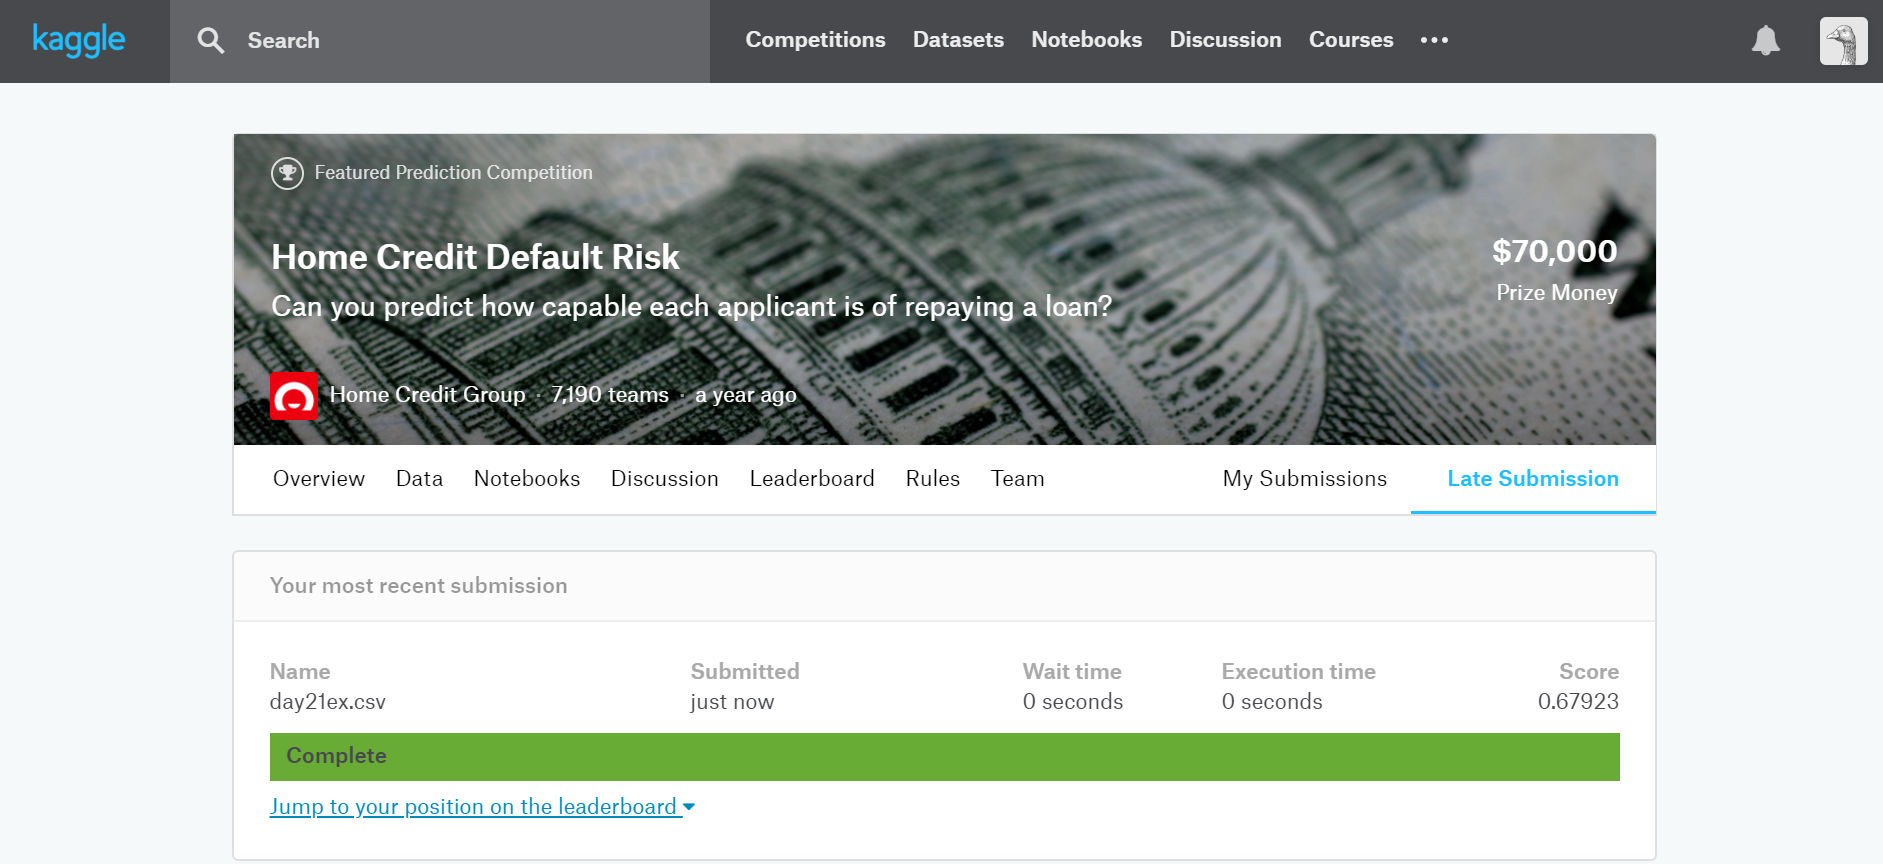 kaggle
Search
Competitions Datasets Notebooks Discussion Courses
Featured Prediction Competition
Home Credit Default Risk
$70,000
Can you predict how capable each applicant is of repaying a loan?
Prize Money
Home Credit Group · 7,190 teams · a year ago
Overview Data Notebooks Discussion Leaderboard Rules Team My Submissions Late Submission
Your most recent submission
Name Submitted Wait time Execution time Score
day21ex.csv just now 0 seconds 0 seconds 0.67923
Complete
Jump to your position on the leaderboard